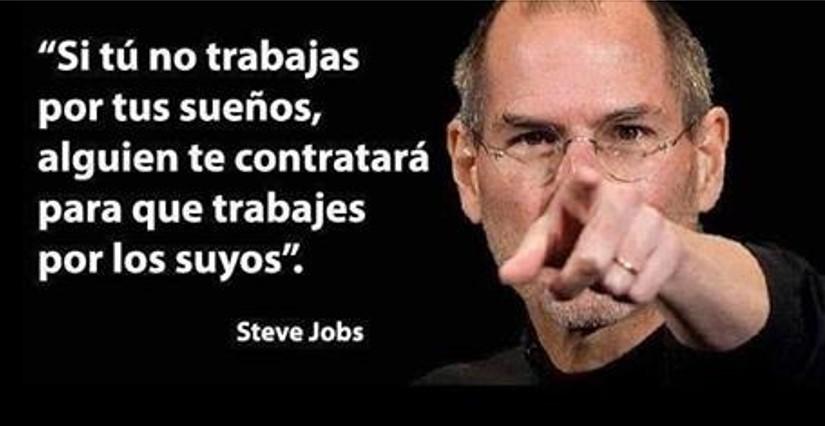 “Si tú no trabajas
por tus sueños,
alguien te contratará
para que trabajes
por los suyos”.
Steve Jobs